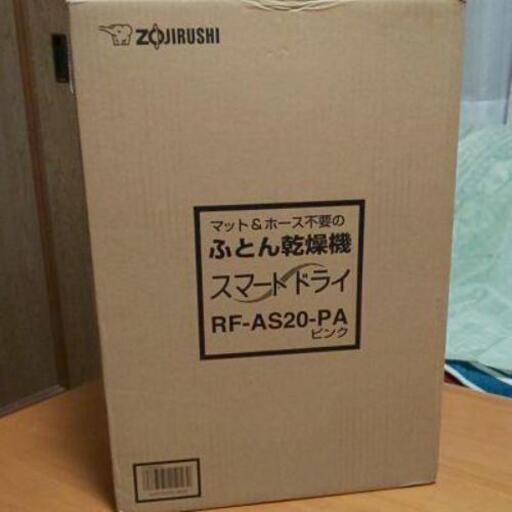 ZOJIRUSHI
マット&ホース不要の
ふとん乾燥機
スマートドライ
RF-AS20-PA
ピンク